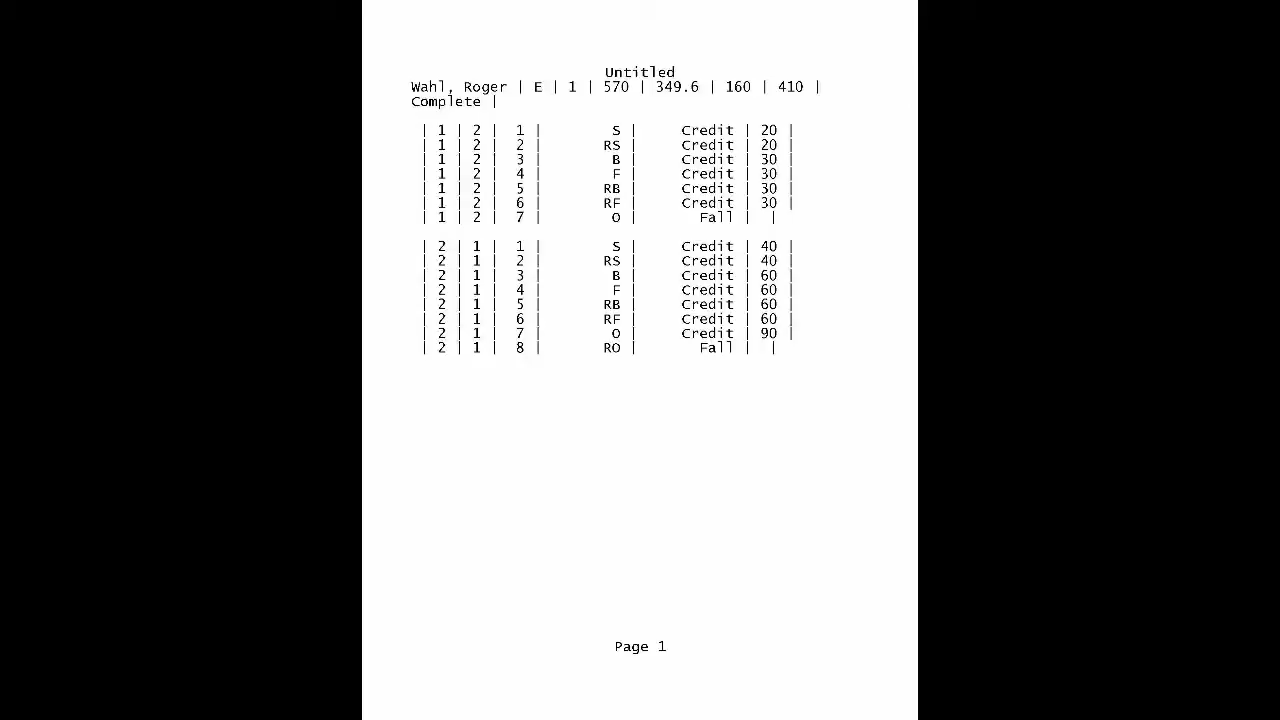 Untitled
Wahl, Roger | E | 1 | 570 | 349.6 | 160 | 410 |
Complete |
| 1 | 2 | 1 | S | Credit | 20 |
| 1 | 2 | 2 | RS | Credit | 20 |
| 1 | 2 | 3 | B | Credit | 30 |
| 1 | 2 | 4 | F | Credit | 30 |
| 1 | 2 | 5 | RB | Credit | 30 |
| 1 | 2 | 6 | RF | Credit | 30 |
| 1 | 2 | 7 | O | Fall | |
| 2 | 1 | 1 | S | Credit | 40 |
| 2 | 1 | 2 | RS | Credit | 40 |
| 2 | 1 | 3 | B | Credit | 60 |
| 2 | 1 | 4 | F | Credit | 60 |
| 2 | 1 | 5 | RB | Credit | 60 |
| 2 | 1 | 6 | RF | Credit | 60 |
| 2 | 1 | 7 | O | Credit | 90 |
| 2 | 1 | 8 | RO | Fall | |
Page 1